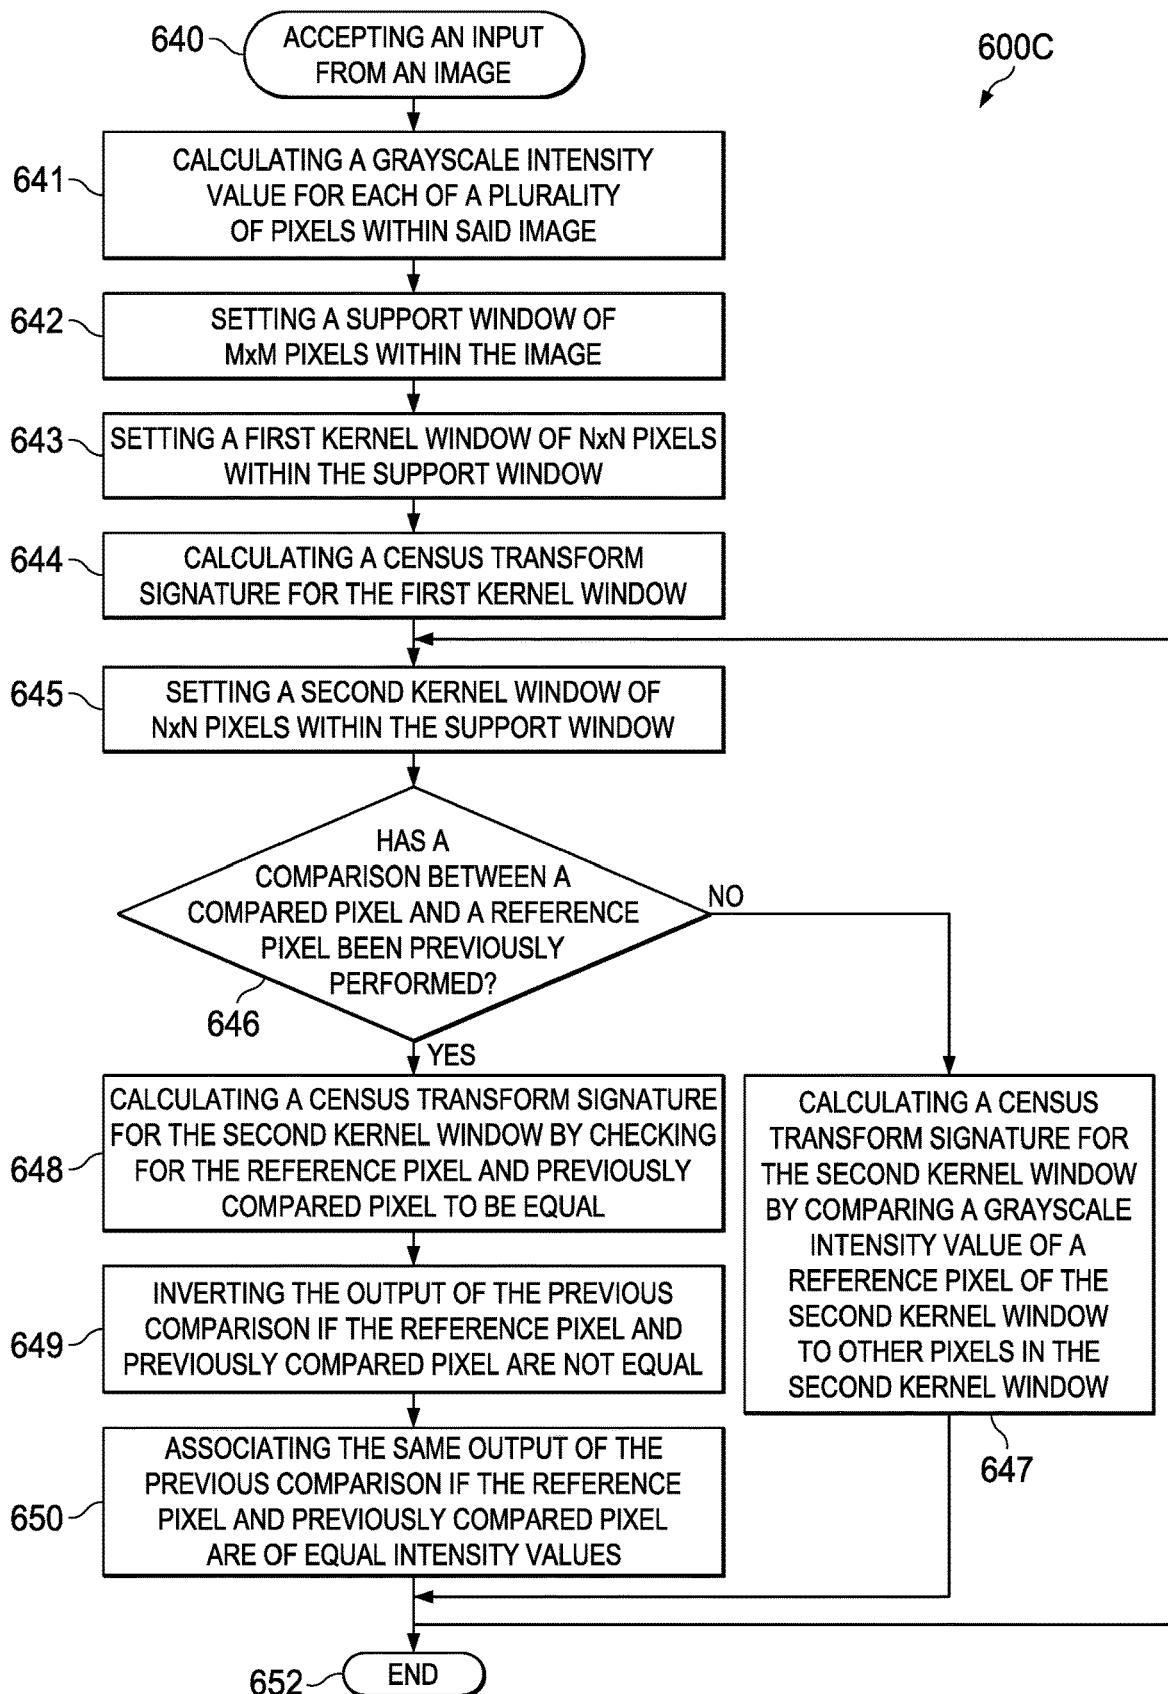 640
ACCEPTING AN INPUT
FROM AN IMAGE
600C
641
CALCULATING A GRAYSCALE INTENSITY
VALUE FOR EACH OF A PLURALITY
OF PIXELS WITHIN SAID IMAGE
642
SETTING A SUPPORT WINDOW OF
MxM PIXELS WITHIN THE IMAGE
643
SETTING A FIRST KERNEL WINDOW OF NxN PIXELS
WITHIN THE SUPPORT WINDOW
644
CALCULATING A CENSUS TRANSFORM
SIGNATURE FOR THE FIRST KERNEL WINDOW
645
SETTING A SECOND KERNEL WINDOW OF
NxN PIXELS WITHIN THE SUPPORT WINDOW
HAS A
COMPARISON BETWEEN A
COMPARED PIXEL AND A REFERENCE
PIXEL BEEN PREVIOUSLY
PERFORMED?
646
NO
YES
648
CALCULATING A CENSUS TRANSFORM SIGNATURE
FOR THE SECOND KERNEL WINDOW BY CHECKING
FOR THE REFERENCE PIXEL AND PREVIOUSLY
COMPARED PIXEL TO BE EQUAL
649
INVERTING THE OUTPUT OF THE PREVIOUS
COMPARISON IF THE REFERENCE PIXEL AND
PREVIOUSLY COMPARED PIXEL ARE NOT EQUAL
650
ASSOCIATING THE SAME OUTPUT OF THE
PREVIOUS COMPARISON IF THE REFERENCE
PIXEL AND PREVIOUSLY COMPARED PIXEL
ARE OF EQUAL INTENSITY VALUES
CALCULATING A CENSUS
TRANSFORM SIGNATURE FOR
THE SECOND KERNEL WINDOW
BY COMPARING A GRAYSCALE
INTENSITY VALUE OF A
REFERENCE PIXEL OF THE
SECOND KERNEL WINDOW
TO OTHER PIXELS IN THE
SECOND KERNEL WINDOW
647
652
END